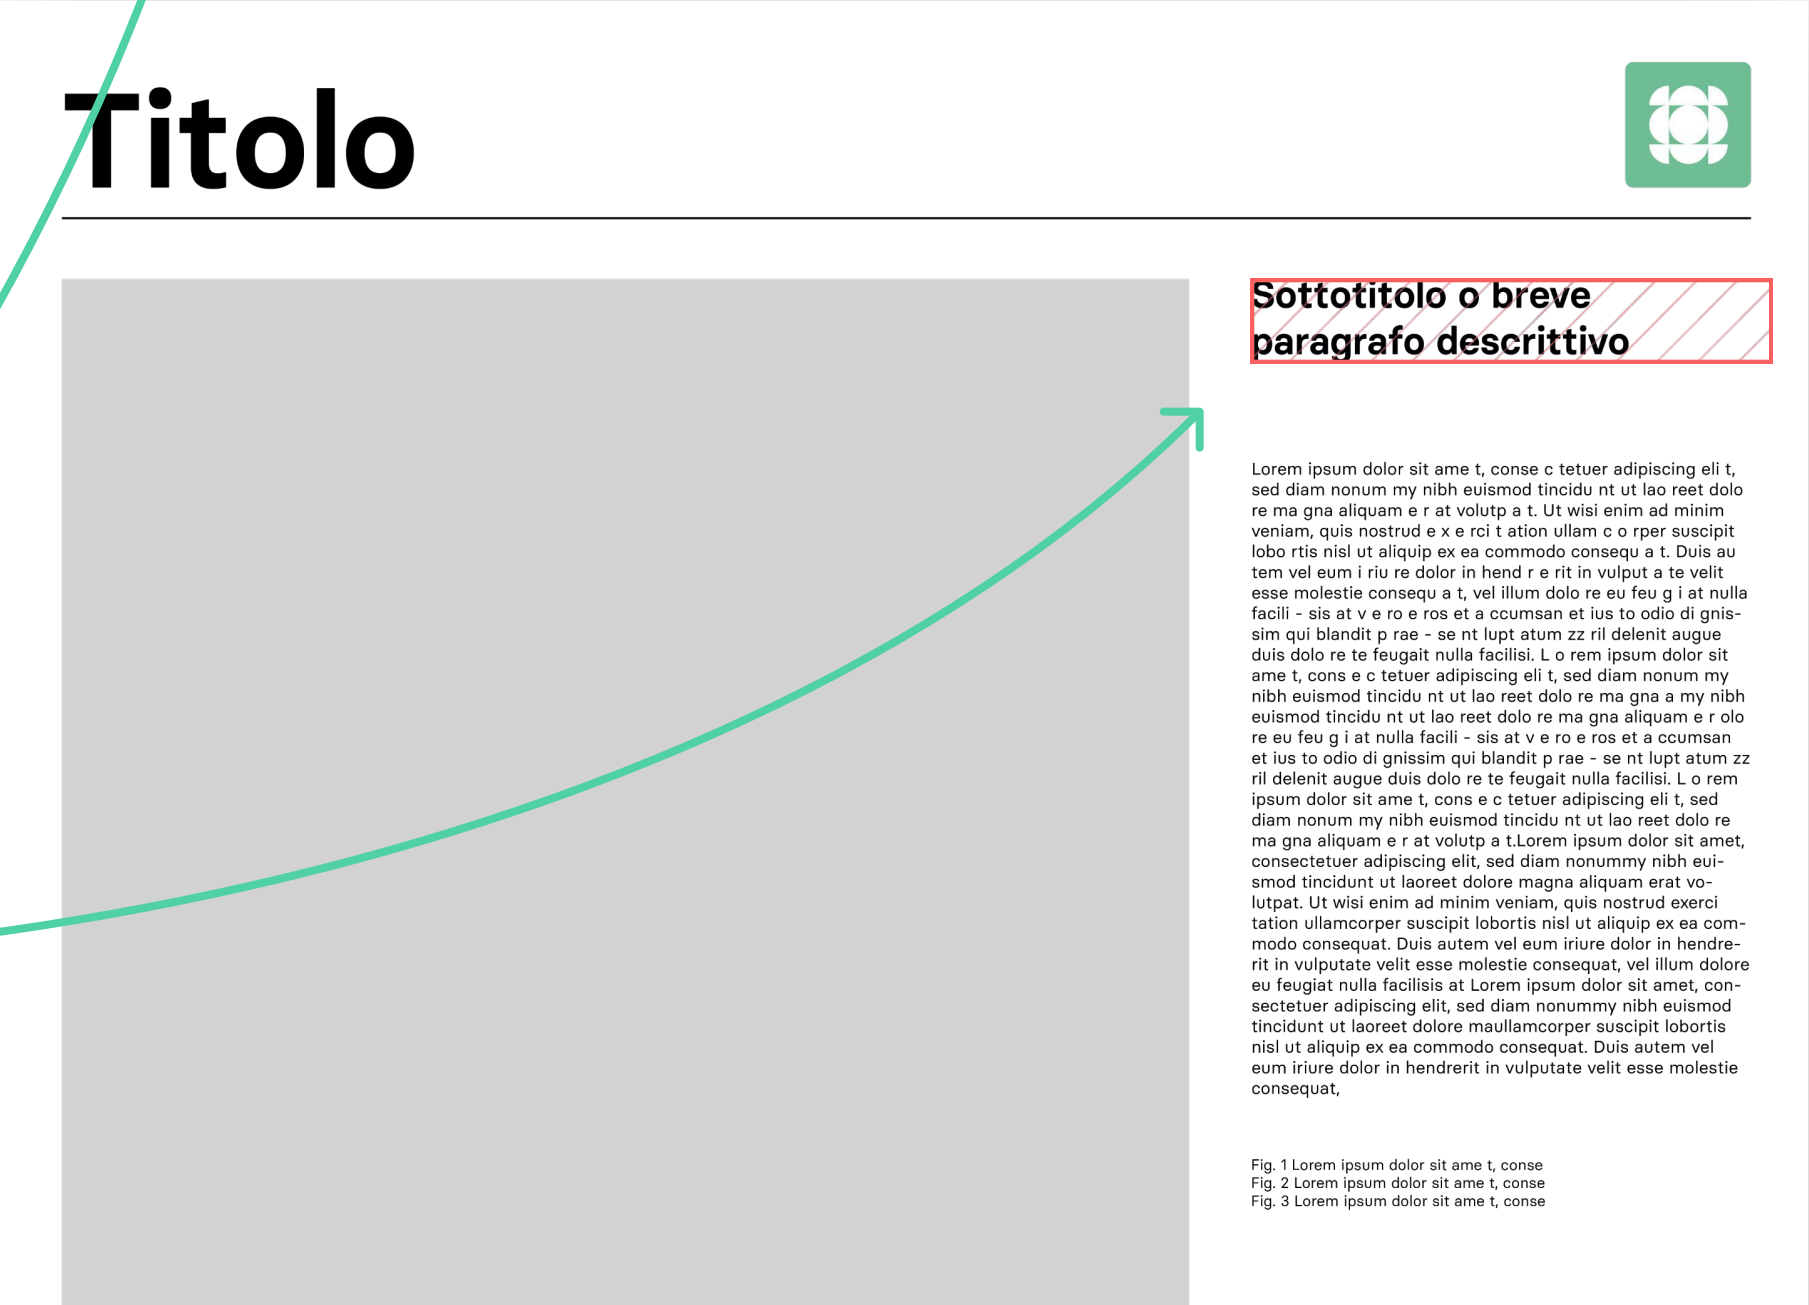 Titolo
Sottotitolo o breve
paragrafo descrittivo
Lorem ipsum dolor sit ame t, conse c tetuer adipiscing eli t,
sed diam nonum my nibh euismod tincidu nt ut lao reet dolo
re ma gna aliquam e r at volutp a t. Ut wisi enim ad minim
veniam, quis nostrud e x e rci t ation ullam c o rper suscipit
lobo rtis nisl ut aliquip ex ea commodo consequ a t. Duis au
tem vel eum i riu re dolor in hend r e rit in vulput a te velit
esse molestie consequ a t, vel illum dolo re eu feu g i at nulla
facili - sis at v e ro e ros et a ccumsan et ius to odio di gnis-
sim qui blandit p rae - se nt lupt atum zz ril delenit augue
duis dolo re te feugait nulla facilisi. L o rem ipsum dolor sit
ame t, cons e c tetuer adipiscing eli t, sed diam nonum my
nibh euismod tincidu nt ut lao reet dolo re ma gna a my nibh
euismod tincidu nt ut lao reet dolo re ma gna aliquam e r olo
re eu feu g i at nulla facili - sis at v e ro e ros et a ccumsan
et ius to odio di gnissim qui blandit p rae - se nt lupt atum zz
ril delenit augue duis dolo re te feugait nulla facilisi. L o rem
ipsum dolor sit ame t, cons e c tetuer adipiscing eli t, sed
diam nonum my nibh euismod tincidu nt ut lao reet dolo re
ma gna aliquam e r at volutp a t.Lorem ipsum dolor sit amet,
consectetuer adipiscing elit, sed diam nonummy nibh eui-
smod tincidunt ut laoreet dolore magna aliquam erat vo-
lutpat. Ut wisi enim ad minim veniam, quis nostrud exerci
tation ullamcorper suscipit lobortis nisl ut aliquip ex ea com-
modo consequat. Duis autem vel eum iriure dolor in hendre-
rit in vulputate velit esse molestie consequat, vel illum dolore
eu feugiat nulla facilisis at Lorem ipsum dolor sit amet, con-
sectetuer adipiscing elit, sed diam nonummy nibh euismod
tincidunt ut laoreet dolore maullamcorper suscipit lobortis
nisl ut aliquip ex ea commodo consequat. Duis autem vel
eum iriure dolor in hendrerit in vulputate velit esse molestie
consequat,
Fig. 1 Lorem ipsum dolor sit ame t, conse
Fig. 2 Lorem ipsum dolor sit ame t, conse
Fig. 3 Lorem ipsum dolor sit ame t, conse